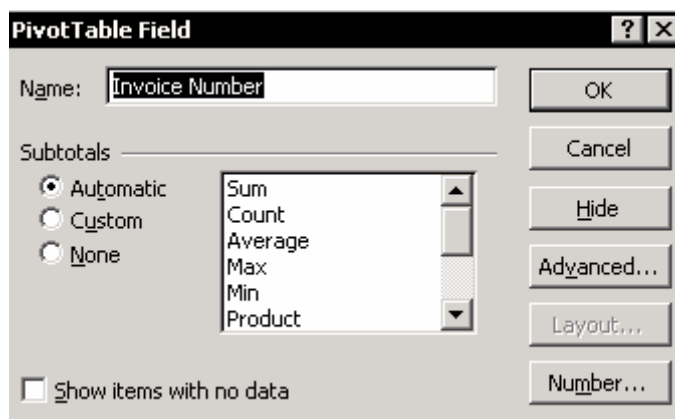 PivotTable Field ? X
Name: Invoice Number
OK
Subtotals
Cancel
Automatic
Custom
None
Sum
Count
Average
Max
Min
Product
Hide
Advanced...
Layout...
Show items with no data
Number...